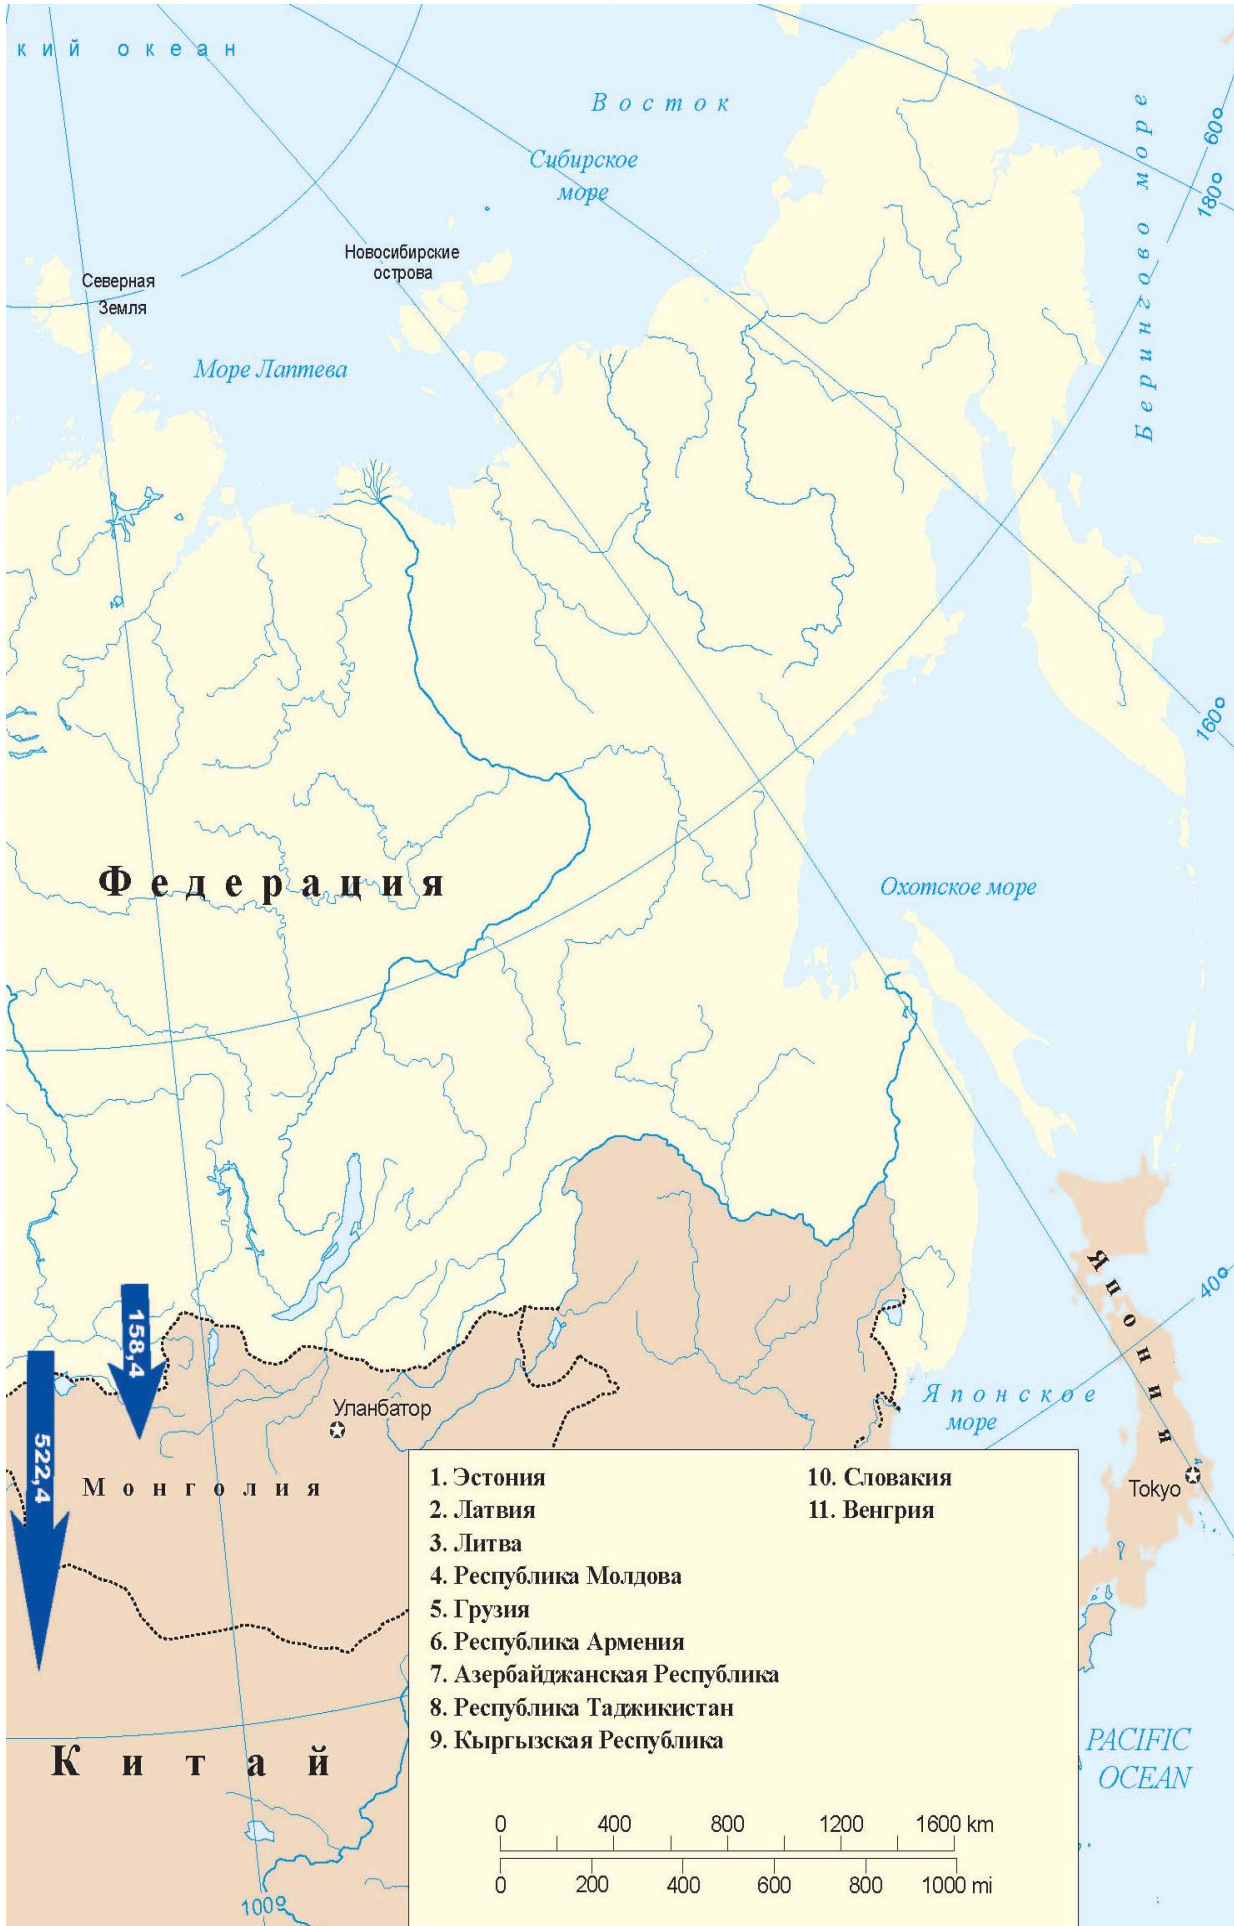 кий океан
Восток
Сибирское
море
Берингово море
60°
180°
Новосибирские
острова
Северная
Земля
Море Лаптева
160°
Федерация
Охотское море
40°
Япония
158,4
522,4
Уланбатор
Монголия
Японское
море
Tokyo
1. Эстония
2. Латвия
3. Литва
4. Республика Молдова
5. Грузия
6. Республика Армения
7. Азербайджанская Республика
8. Республика Таджикистан
9. Кыргызская Республика
10. Словакия
11. Венгрия
Китай
PACIFIC
OCEAN
0 400 800 1200 1600 km
0 200 400 600 800 1000 mi
100°